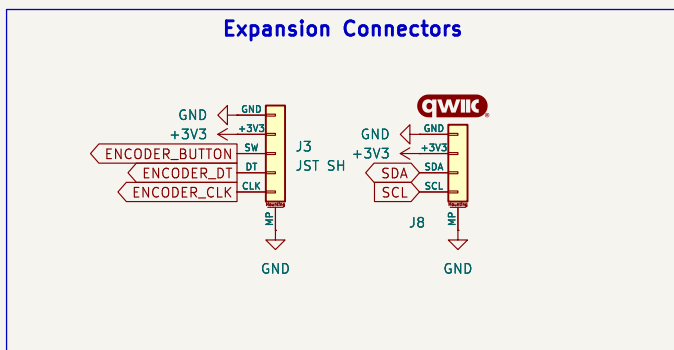 Expansion Connectors
GND
GND
+3V3
+3V3
ENCODER_BUTTON
SW
ENCODER_DT
DT
ENCODER_CLK
CLK
J3
JST SH
MP
GND
qwiic
GND
GND
+3V3
+3V3
SDA
SDA
SCL
SCL
J8
MP
GND